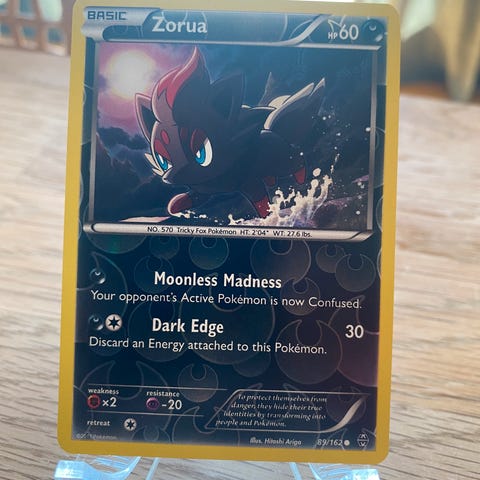 BASIC
Zorua
HP 60
NO. 570 Tricky Fox Pokémon HT: 2'04" WT: 27.6 lbs.
Moonless Madness
Your opponent's Active Pokémon is now Confused.
Dark Edge 30
Discard an Energy attached to this Pokémon.
weakness resistance
×2 -20
retreat
To protect themselves from
danger, they hide their true
identities by transforming into
people and Pokémon.
Illus. Hitoshi Ariga
89/162
Pokémon